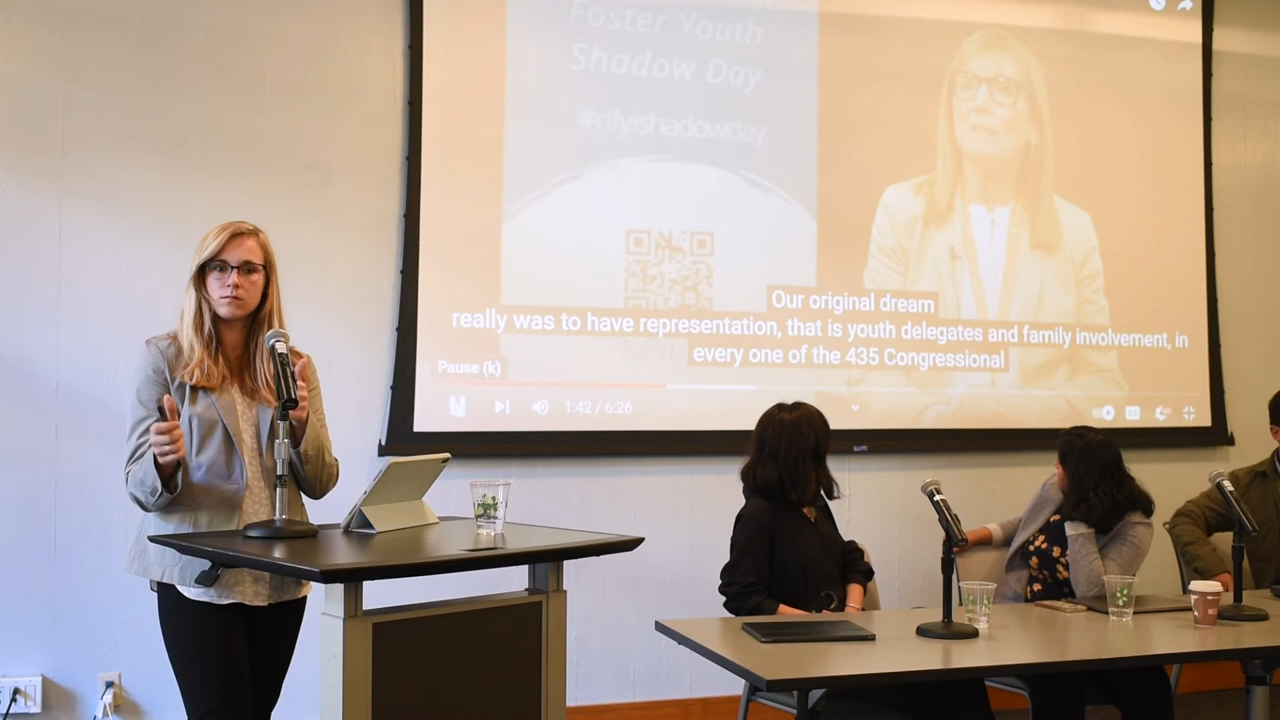 Foster Youth
Shadow Day
#nfyishadowday
Our original dream
really was to have representation, that is youth delegates and family involvement, in
every one of the 435 Congressional
Pause (k)
1:42 / 6:26